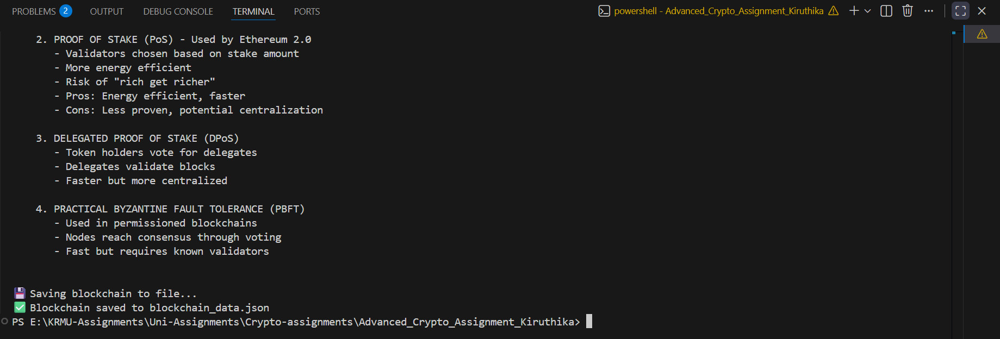 PROBLEMS 2 OUTPUT DEBUG CONSOLE TERMINAL PORTS powershell - Advanced_Crypto_Assignment_Kiruthika
2. PROOF OF STAKE (PoS) - Used by Ethereum 2.0
- Validators chosen based on stake amount
- More energy efficient
- Risk of "rich get richer"
- Pros: Energy efficient, faster
- Cons: Less proven, potential centralization
3. DELEGATED PROOF OF STAKE (DPoS)
- Token holders vote for delegates
- Delegates validate blocks
- Faster but more centralized
4. PRACTICAL BYZANTINE FAULT TOLERANCE (PBFT)
- Used in permissioned blockchains
- Nodes reach consensus through voting
- Fast but requires known validators
Saving blockchain to file...
Blockchain saved to blockchain_data.json
PS E:\KRMU-Assignments\Uni-Assignments\Crypto-assignments\Advanced_Crypto_Assignment_Kiruthika>